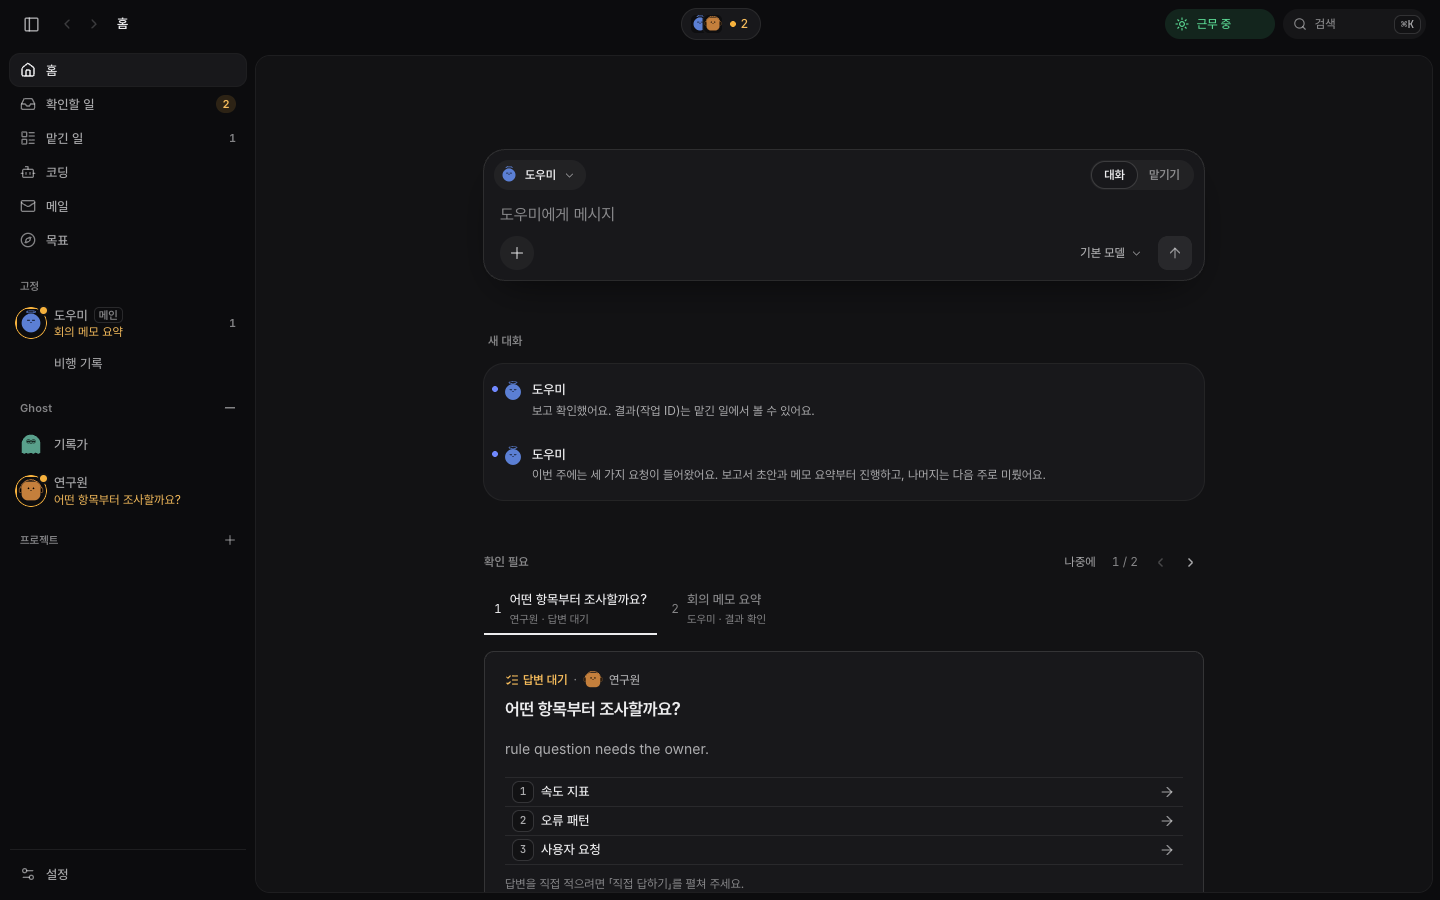 홈
2
근무 중
검색
⌘K
홈
확인할 일
2
맡긴 일
1
코딩
메일
목표
고정
도우미 메인
회의 메모 요약
1
비행 기록
Ghost
기록가
연구원
어떤 항목부터 조사할까요?
프로젝트
설정
도우미
대화
맡기기
도우미에게 메시지
기본 모델
새 대화
도우미
보고 확인했어요. 결과(작업 ID)는 맡긴 일에서 볼 수 있어요.
도우미
이번 주에는 세 가지 요청이 들어왔어요. 보고서 초안과 메모 요약부터 진행하고, 나머지는 다음 주로 미뤘어요.
확인 필요
나중에
1 / 2
1 어떤 항목부터 조사할까요?
연구원 · 답변 대기
2 회의 메모 요약
도우미 · 결과 확인
답변 대기 · 연구원
어떤 항목부터 조사할까요?
rule question needs the owner.
1 속도 지표
2 오류 패턴
3 사용자 요청
답변을 직접 적으려면 「직접 답하기」를 펼쳐 주세요.